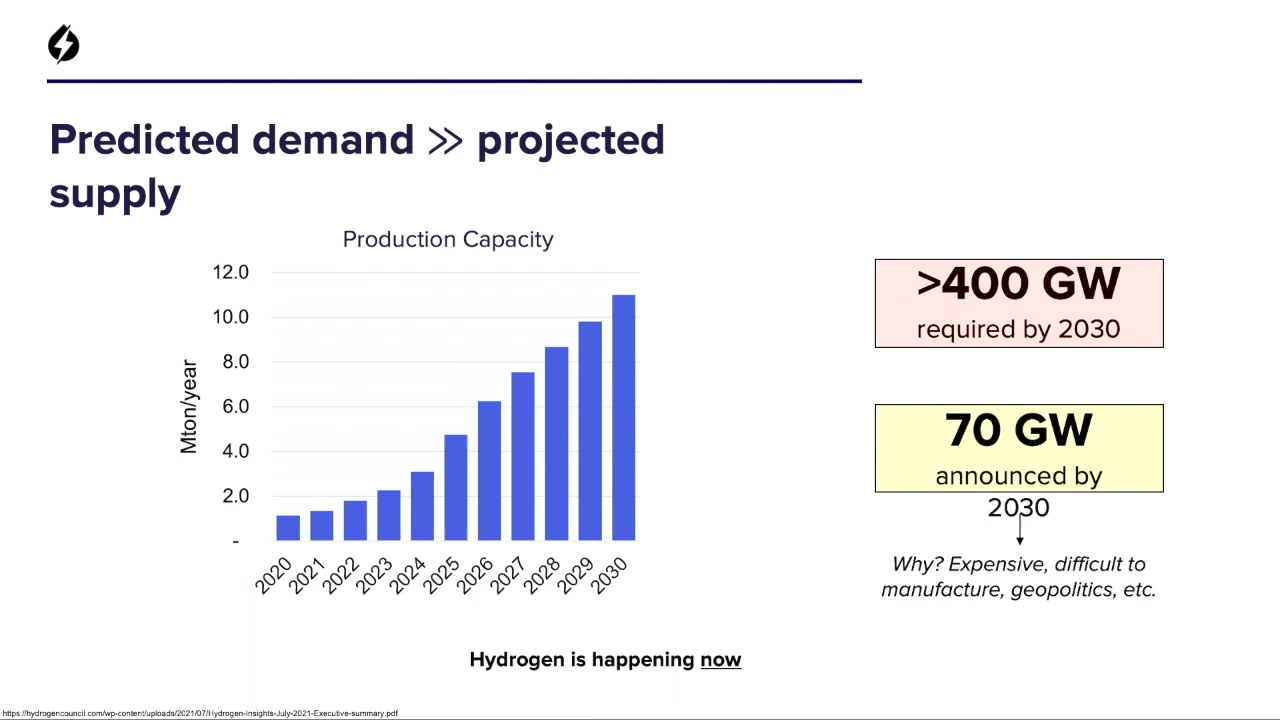 Predicted demand >> projected
supply
Production Capacity
12.0
10.0
8.0
6.0
4.0
2.0
-
Mton/year
2020
2021
2022
2023
2024
2025
2026
2027
2028
2029
2030
>400 GW
required by 2030
70 GW
announced by
2030
Why? Expensive, difficult to
manufacture, geopolitics, etc.
Hydrogen is happening now
https://hydrogencouncil.com/wp-content/uploads/2021/07/Hydrogen-Insights-July-2021-Executive-summary.pdf